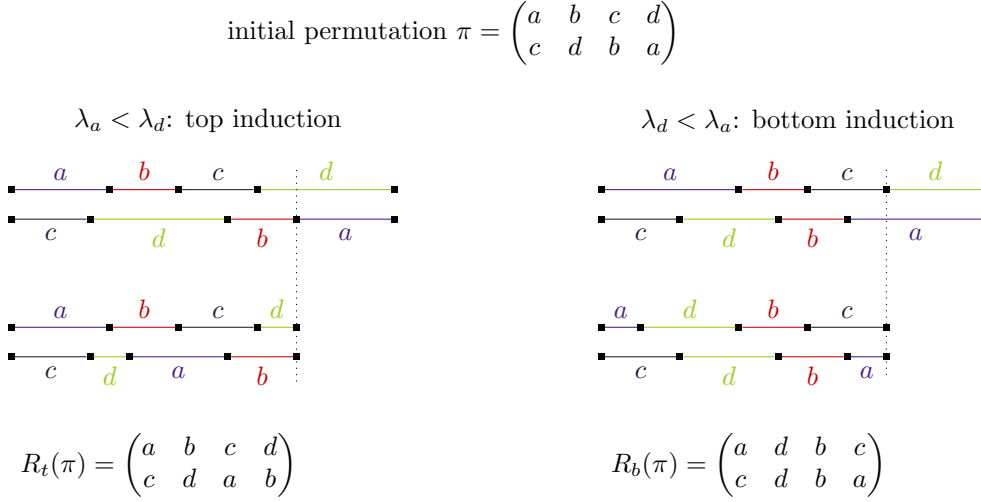 initial permutation π = (a b c d
c d b a)
λ_a < λ_d: top induction
a b c d
c d b a
a b c d
c d a b
R_t(π) = (a b c d
c d a b)
λ_d < λ_a: bottom induction
a b c d
c d b a
a d b c
c d b a
R_b(π) = (a d b c
c d b a)